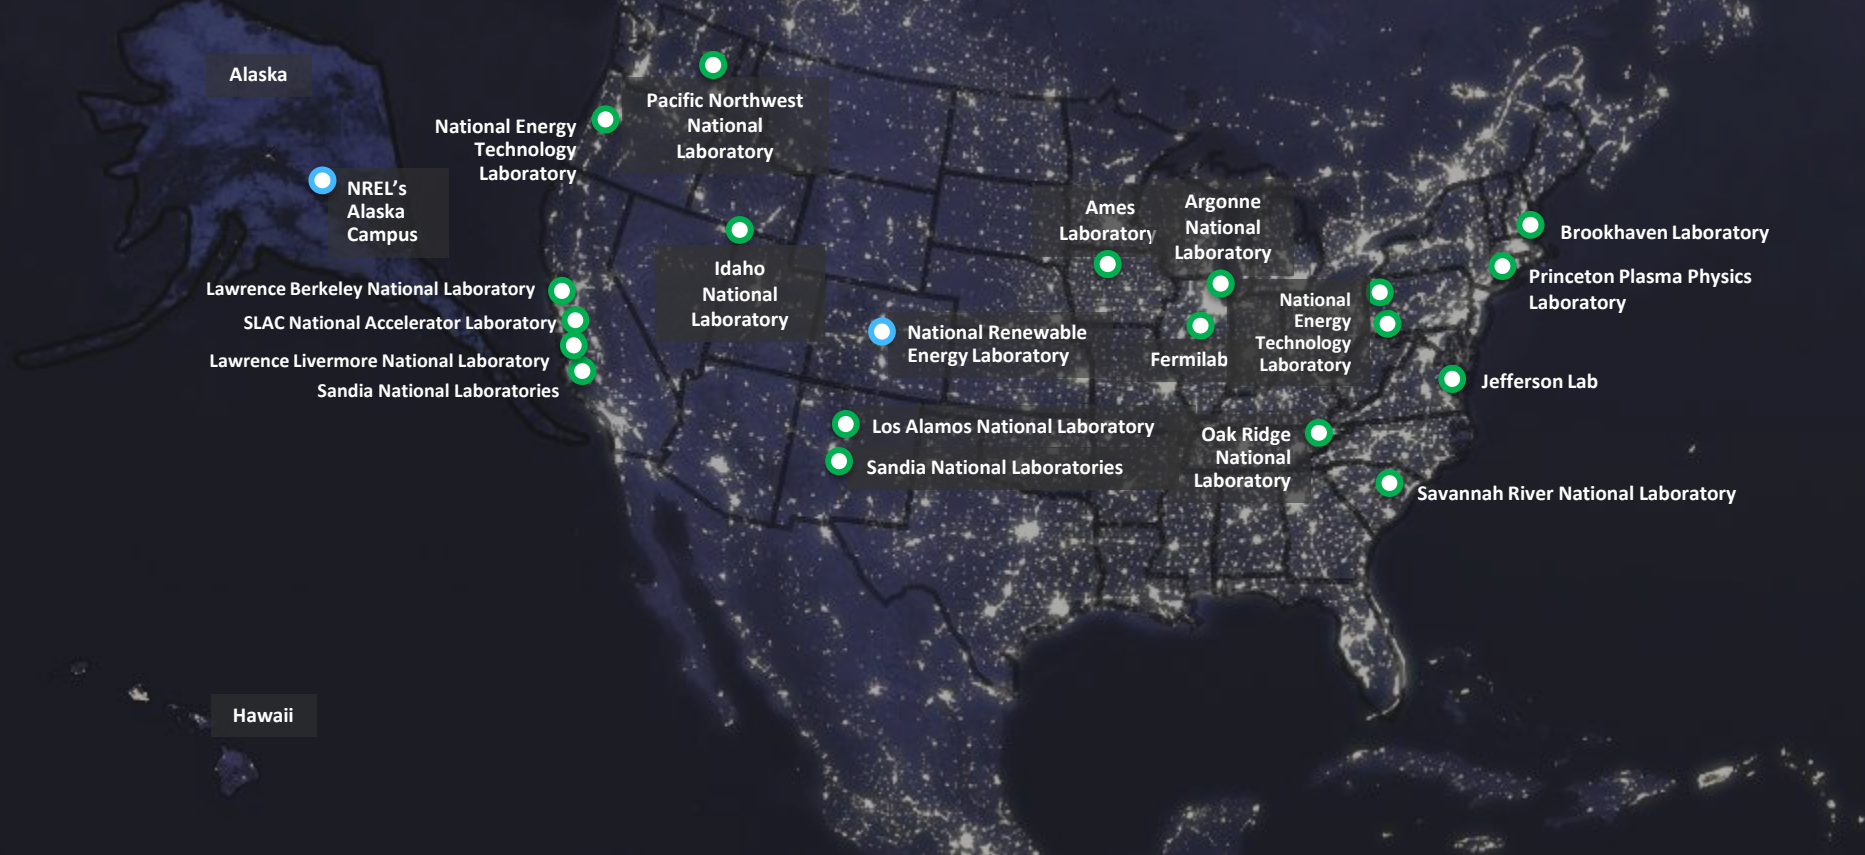 Alaska
NREL's
Alaska
Campus
National Energy
Technology
Laboratory
Pacific Northwest
National
Laboratory
Idaho
National
Laboratory
Lawrence Berkeley National Laboratory
SLAC National Accelerator Laboratory
Lawrence Livermore National Laboratory
Sandia National Laboratories
National Renewable
Energy Laboratory
Los Alamos National Laboratory
Sandia National Laboratories
Ames
Laboratory
Argonne
National
Laboratory
Fermilab
National
Energy
Technology
Laboratory
Oak Ridge
National
Laboratory
Brookhaven Laboratory
Princeton Plasma Physics
Laboratory
Jefferson Lab
Savannah River National Laboratory
Hawaii